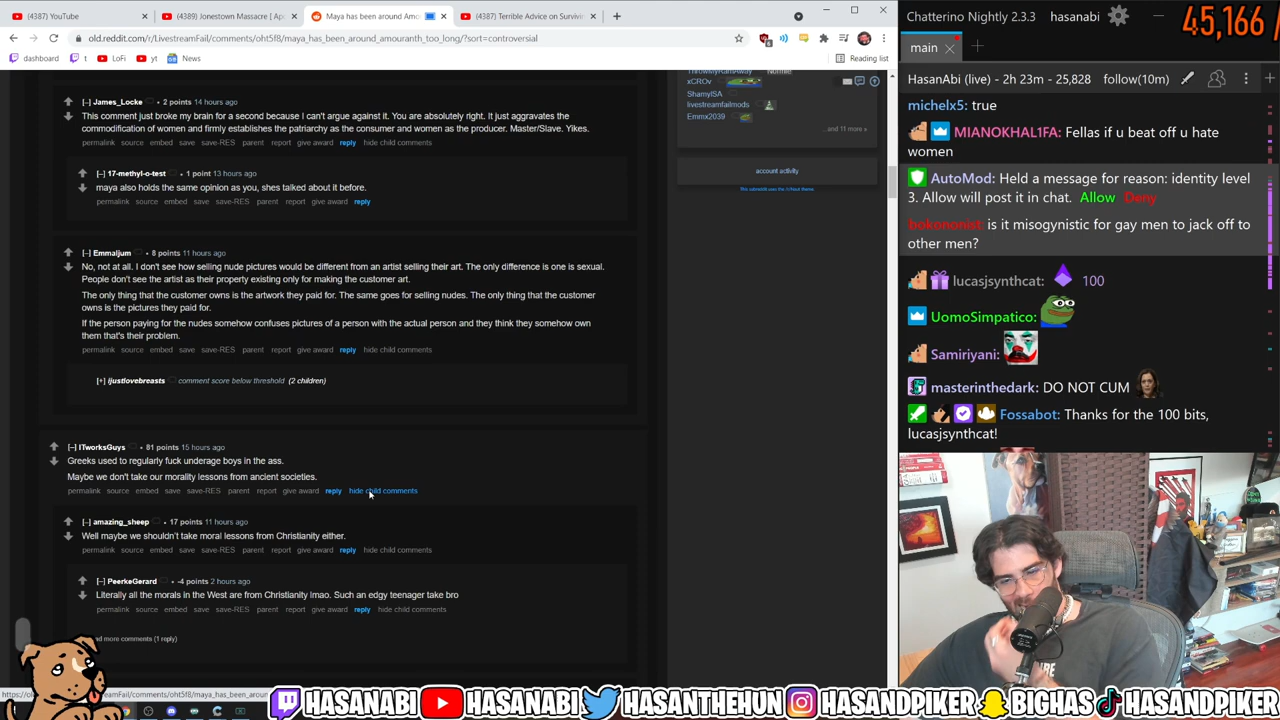 (4387) YouTube
(4389) Jonestown Massacre [ Apo
Maya has been around Amo
(4387) Terrible Advice on Survivin
old.reddit.com/r/LivestreamFail/comments/oht5f8/maya_has_been_around_amouranth_too_long/?sort=controversial
dashboard
t
LoFi
yt
News
Reading list
[–] James_Locke 2 points 14 hours ago
This comment just broke my brain for a second because I can't argue against it. You are absolutely right. It just aggravates the
commodification of women and firmly establishes the patriarchy as the consumer and women as the producer. Master/Slave. Yikes.
permalink source embed save save-RES parent report give award reply hide child comments
[–] 17-methyl-o-test 1 point 13 hours ago
maya also holds the same opinion as you, shes talked about it before.
permalink source embed save save-RES parent report give award reply
[–] Emmaljum 8 points 11 hours ago
No, not at all. I don't see how selling nude pictures would be different from an artist selling their art. The only difference is one is sexual.
People don't see the artist as their property existing only for making the customer art.
The only thing that the customer owns is the artwork they paid for. The same goes for selling nudes. The only thing that the customer
owns is the pictures they paid for.
If the person paying for the nudes somehow confuses pictures of a person with the actual person and they think they somehow own
them that's their problem.
permalink source embed save save-RES parent report give award reply hide child comments
[+] ijustlovebreasts comment score below threshold (2 children)
[–] ITworksGuys 81 points 15 hours ago
Greeks used to regularly fuck underage boys in the ass.
Maybe we don't take our morality lessons from ancient societies.
permalink source embed save save-RES parent report give award reply hide child comments
[–] amazing_sheep 17 points 11 hours ago
Well maybe we shouldn't take moral lessons from Christianity either.
permalink source embed save save-RES parent report give award reply hide child comments
[–] PeerkeGerard -4 points 2 hours ago
Literally all the morals in the West are from Christianity lmao. Such an edgy teenager take bro
permalink source embed save save-RES parent report give award reply hide child comments
ad more comments (1 reply)
xCROv
ShamyISA
livestreamfailmods
Emmx2039
...and 11 more »
account activity
Chatterino Nightly 2.3.3 hasanabi
45,166 /
main
HasanAbi (live) - 2h 23m - 25,828 follow(10m)
michelx5: true
MIANOKHAL1FA: Fellas if u beat off u hate
women
AutoMod: Held a message for reason: identity level
3. Allow will post it in chat. Allow Deny
bokononist is it misogynistic for gay men to jack off to
other men?
lucasjsynthcat: 100
UomoSimpatico:
Samiriyani:
masterinthedark: DO NOT CUM
Fossabot: Thanks for the 100 bits,
lucasjsynthcat!
HASANABI HASANABI HASANTHEHUN HASANDPIKER BIGHAS HASANDPIKER